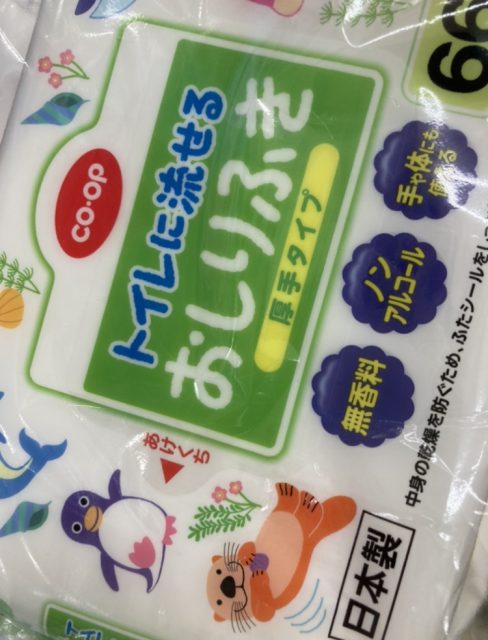 co·op
トイレに流せる
おしりふき
厚手タイプ
66
手や体にも
使える
ノン
アルコール
無香料
中身の乾燥を防ぐため、ふたシールをしっ
あけくち
日本製